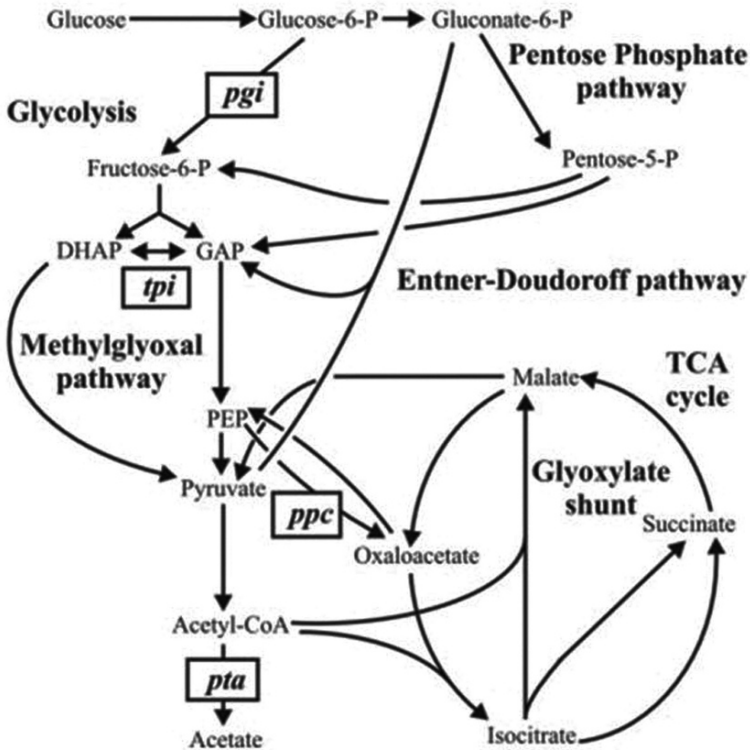 Glucose
Glucose-6-P
Gluconate-6-P
Pentose Phosphate
pathway
pgi
Glycolysis
Fructose-6-P
Pentose-5-P
DHAP
GAP
tpi
Entner-Doudoroff pathway
Methylglyoxal
pathway
TCA
cycle
Malate
PEP
Glyoxylate
shunt
Pyruvate
ppc
Succinate
Oxaloacetate
Acetyl-CoA
pta
Isocitrate
Acetate